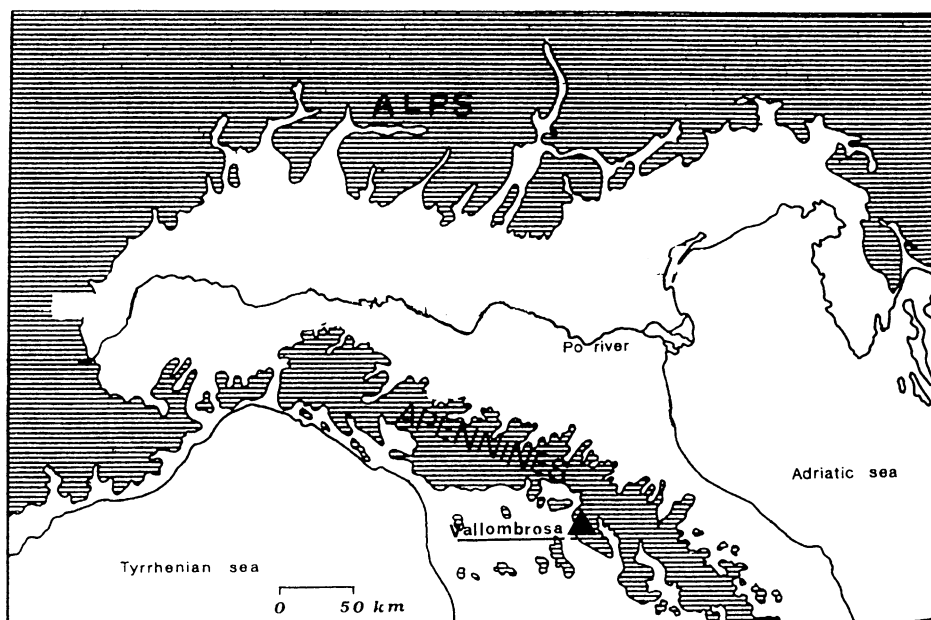 ALPS
Po river
APENNINES
Adriatic sea
Vallombrosa
Tyrrhenian sea
0 50 km